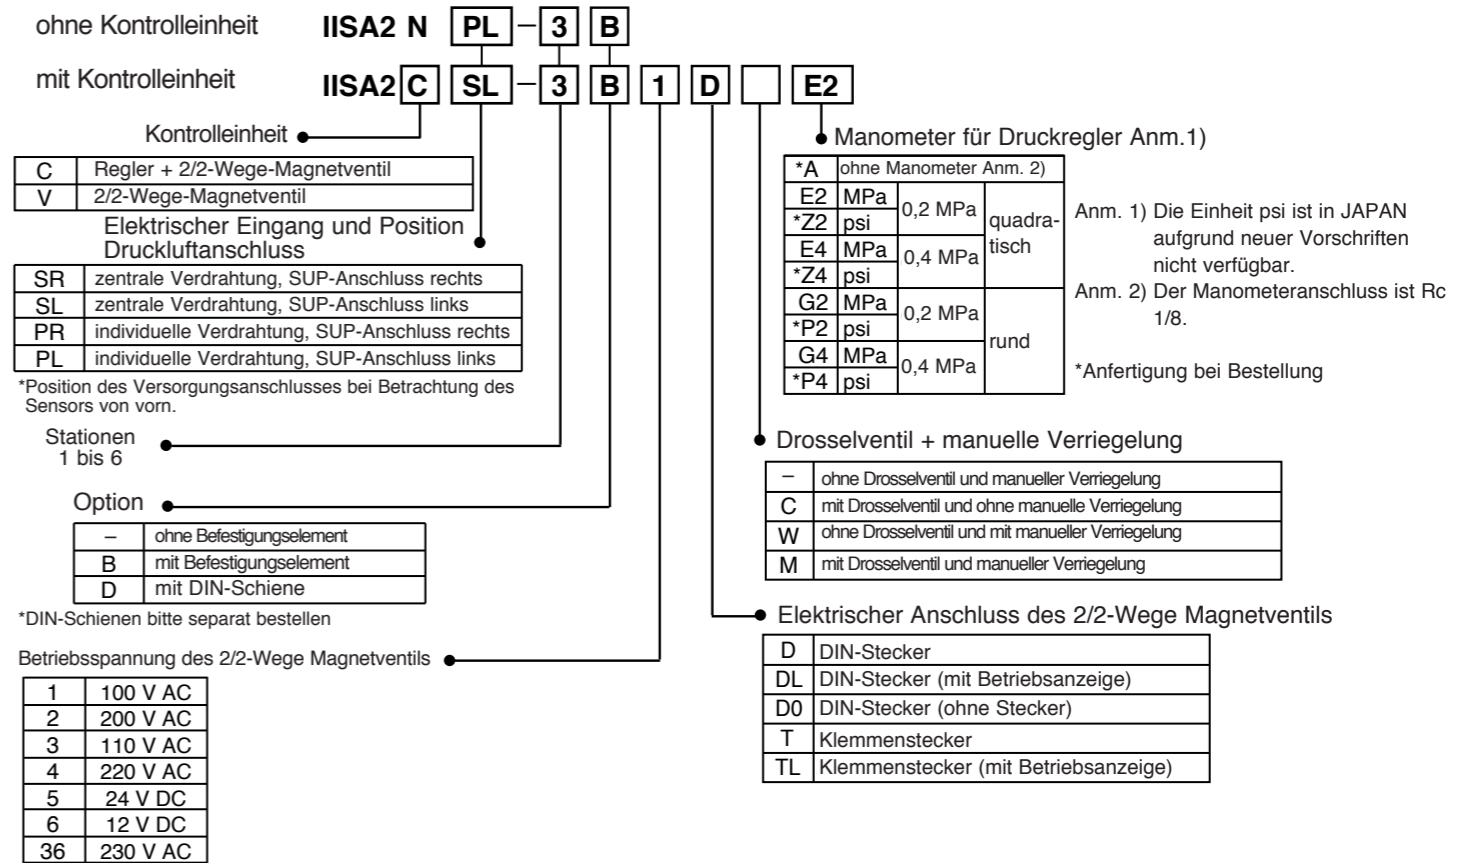 ohne Kontrolleinheit IISA2 N PL – 3 B
mit Kontrolleinheit IISA2 C SL – 3 B 1 D E2
Kontrolleinheit
C Regler + 2/2-Wege-Magnetventil
V 2/2-Wege-Magnetventil
Elektrischer Eingang und Position
Druckluftanschluss
SR zentrale Verdrahtung, SUP-Anschluss rechts
SL zentrale Verdrahtung, SUP-Anschluss links
PR individuelle Verdrahtung, SUP-Anschluss rechts
PL individuelle Verdrahtung, SUP-Anschluss links
*Position des Versorgungsanschlusses bei Betrachtung des
Sensors von vorn.
Stationen
1 bis 6
Option
– ohne Befestigungselement
B mit Befestigungselement
D mit DIN-Schiene
*DIN-Schienen bitte separat bestellen
Betriebsspannung des 2/2-Wege Magnetventils
1 100 V AC
2 200 V AC
3 110 V AC
4 220 V AC
5 24 V DC
6 12 V DC
36 230 V AC
Manometer für Druckregler Anm.1)
*A ohne Manometer Anm. 2)
E2 MPa 0,2 MPa quadra-
tisch
*Z2 psi
E4 MPa 0,4 MPa
*Z4 psi
G2 MPa 0,2 MPa rund
*P2 psi
G4 MPa 0,4 MPa
*P4 psi
Anm. 1) Die Einheit psi ist in JAPAN
aufgrund neuer Vorschriften
nicht verfügbar.
Anm. 2) Der Manometeranschluss ist Rc
1/8.
*Anfertigung bei Bestellung
Drosselventil + manuelle Verriegelung
– ohne Drosselventil und manueller Verriegelung
C mit Drosselventil und ohne manuelle Verriegelung
W ohne Drosselventil und mit manueller Verriegelung
M mit Drosselventil und manueller Verriegelung
Elektrischer Anschluss des 2/2-Wege Magnetventils
D DIN-Stecker
DL DIN-Stecker (mit Betriebsanzeige)
D0 DIN-Stecker (ohne Stecker)
T Klemmenstecker
TL Klemmenstecker (mit Betriebsanzeige)